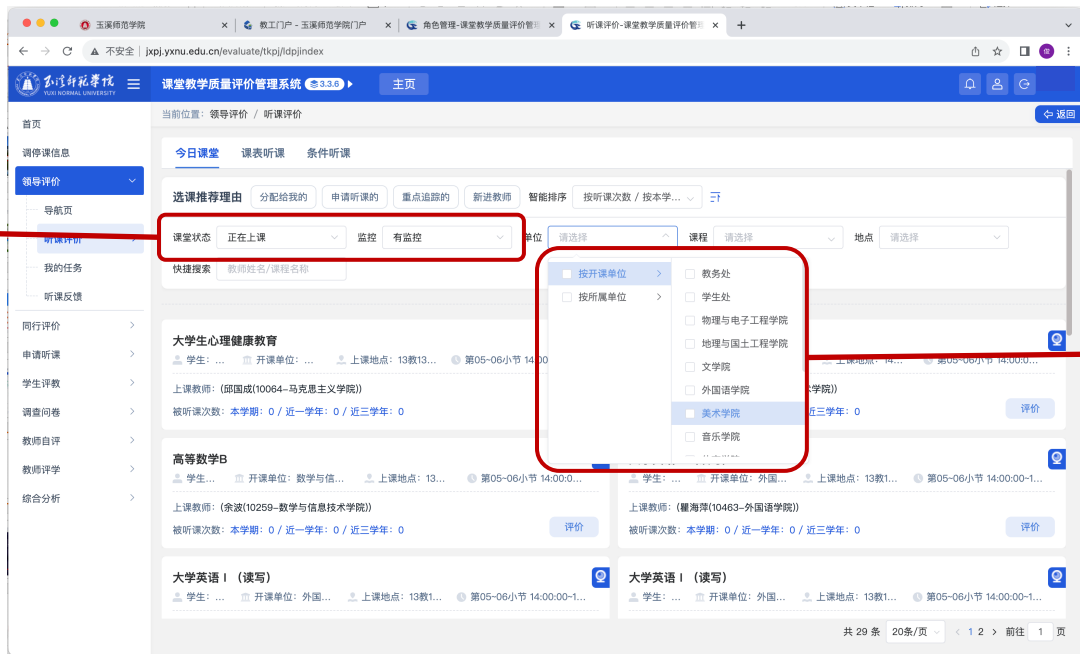 玉溪师范学院
教工门户 - 玉溪师范学院门户
角色管理-课堂教学质量评价管
听课评价-课堂教学质量评价管
不安全 | jxpj.yxnu.edu.cn/evaluate/tkpj/ldpjindex
俊
玉溪师范学院
YUXI NORMAL UNIVERSITY
课堂教学质量评价管理系统 3.3.6
主页
首页
调停课信息
领导评价
导航页
听课评价
我的任务
听课反馈
同行评价
申请听课
学生评教
调查问卷
教师自评
教师评学
综合分析
当前位置: 领导评价 / 听课评价
返回
今日课堂 课表听课 条件听课
选课推荐理由 分配给我的 申请听课的 重点追踪的 新进教师 智能排序 按听课次数 / 按本学...
课堂状态 正在上课 监控 有监控 单位 请选择 课程 请选择 地点 请选择
快捷搜索 教师姓名/课程名称
按开课单位
按所属单位
教务处
学生处
物理与电子工程学院
地理与国土工程学院
文学院
外国语学院
美术学院
音乐学院
大学生心理健康教育
学生: ... 开课单位: ... 上课地点: 13教13... 第05~06小节 14:00
上课教师: (邱国成(10064-马克思主义学院))
被听课次数: 本学期: 0 / 近一学年: 0 / 近三学年: 0
上课地点: 14... 第05~06小节 14:00:0...
学院))
近三学年: 0
评价
高等数学B
学生... 开课单位: 数学与信... 上课地点: 13... 第05~06小节 14:00:0...
上课教师: (余波(10259-数学与信息技术学院))
被听课次数: 本学期: 0 / 近一学年: 0 / 近三学年: 0
评价
学生: ... 开课单位: 外国... 上课地点: 13教1... 第05~06小节 14:00:00~1...
上课教师: (瞿海萍(10463-外国语学院))
被听课次数: 本学期: 0 / 近一学年: 0 / 近三学年: 0
评价
大学英语Ⅰ（读写）
学生: ... 开课单位: 外国... 上课地点: 13教1... 第05~06小节 14:00:00~1...
大学英语Ⅰ（读写）
学生: ... 开课单位: 外国... 上课地点: 13教1... 第05~06小节 14:00:00~1...
共 29 条 20条/页 1 2 前往 1 页